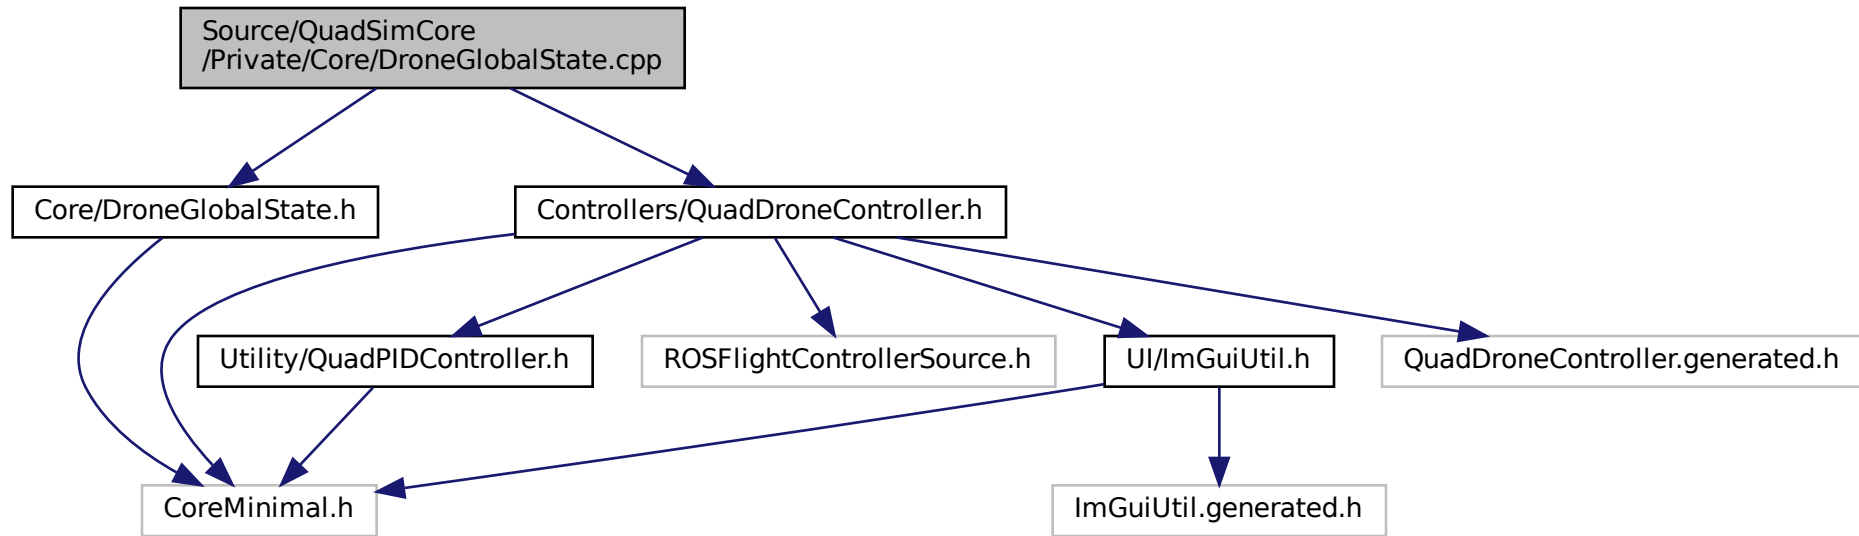 Source/QuadSimCore
/Private/Core/DroneGlobalState.cpp
Core/DroneGlobalState.h
Controllers/QuadDroneController.h
Utility/QuadPIDController.h
ROSFlightControllerSource.h
UI/ImGuiUtil.h
QuadDroneController.generated.h
CoreMinimal.h
ImGuiUtil.generated.h